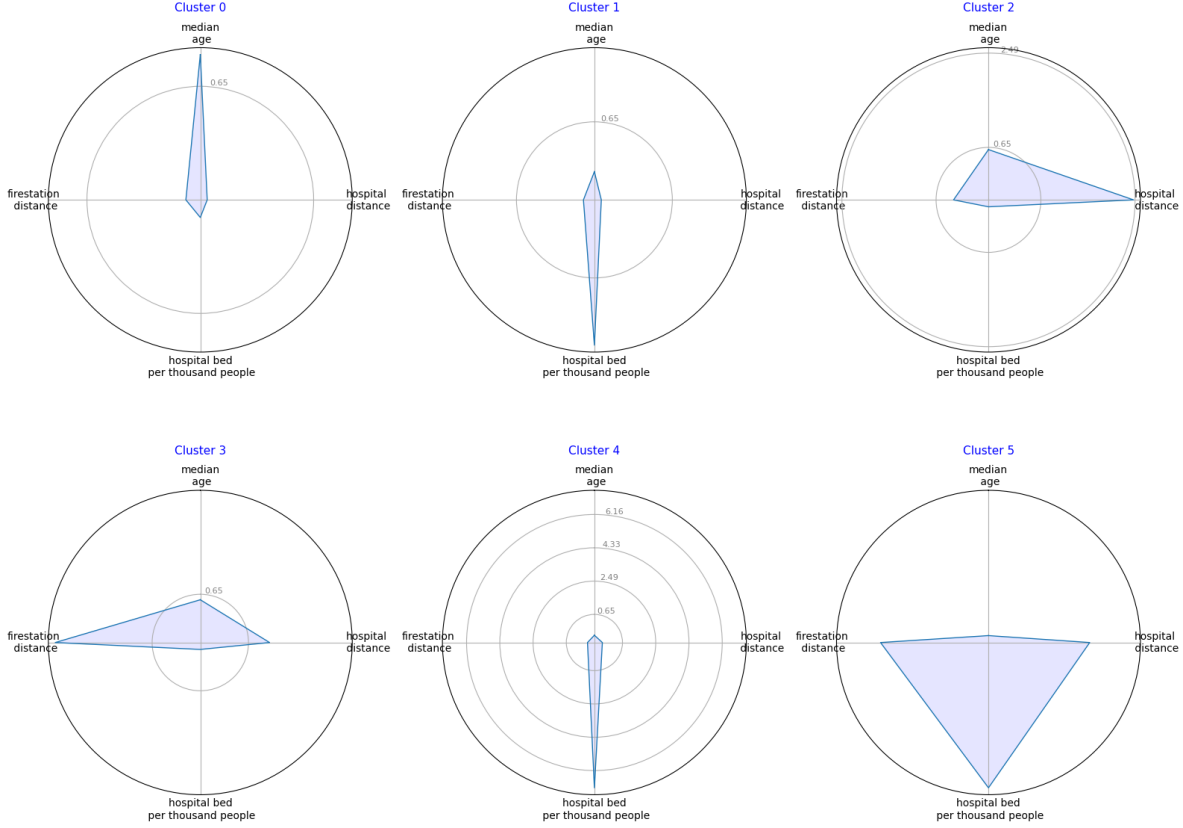 Cluster 0
median
age
0.65
firestation
distance
hospital
distance
hospital bed
per thousand people
Cluster 1
median
age
0.65
firestation
distance
hospital
distance
hospital bed
per thousand people
Cluster 2
median
age
2.49
0.65
firestation
distance
hospital
distance
hospital bed
per thousand people
Cluster 3
median
age
0.65
firestation
distance
hospital
distance
hospital bed
per thousand people
Cluster 4
median
age
6.16
4.33
2.49
0.65
firestation
distance
hospital
distance
hospital bed
per thousand people
Cluster 5
median
age
firestation
distance
hospital
distance
hospital bed
per thousand people